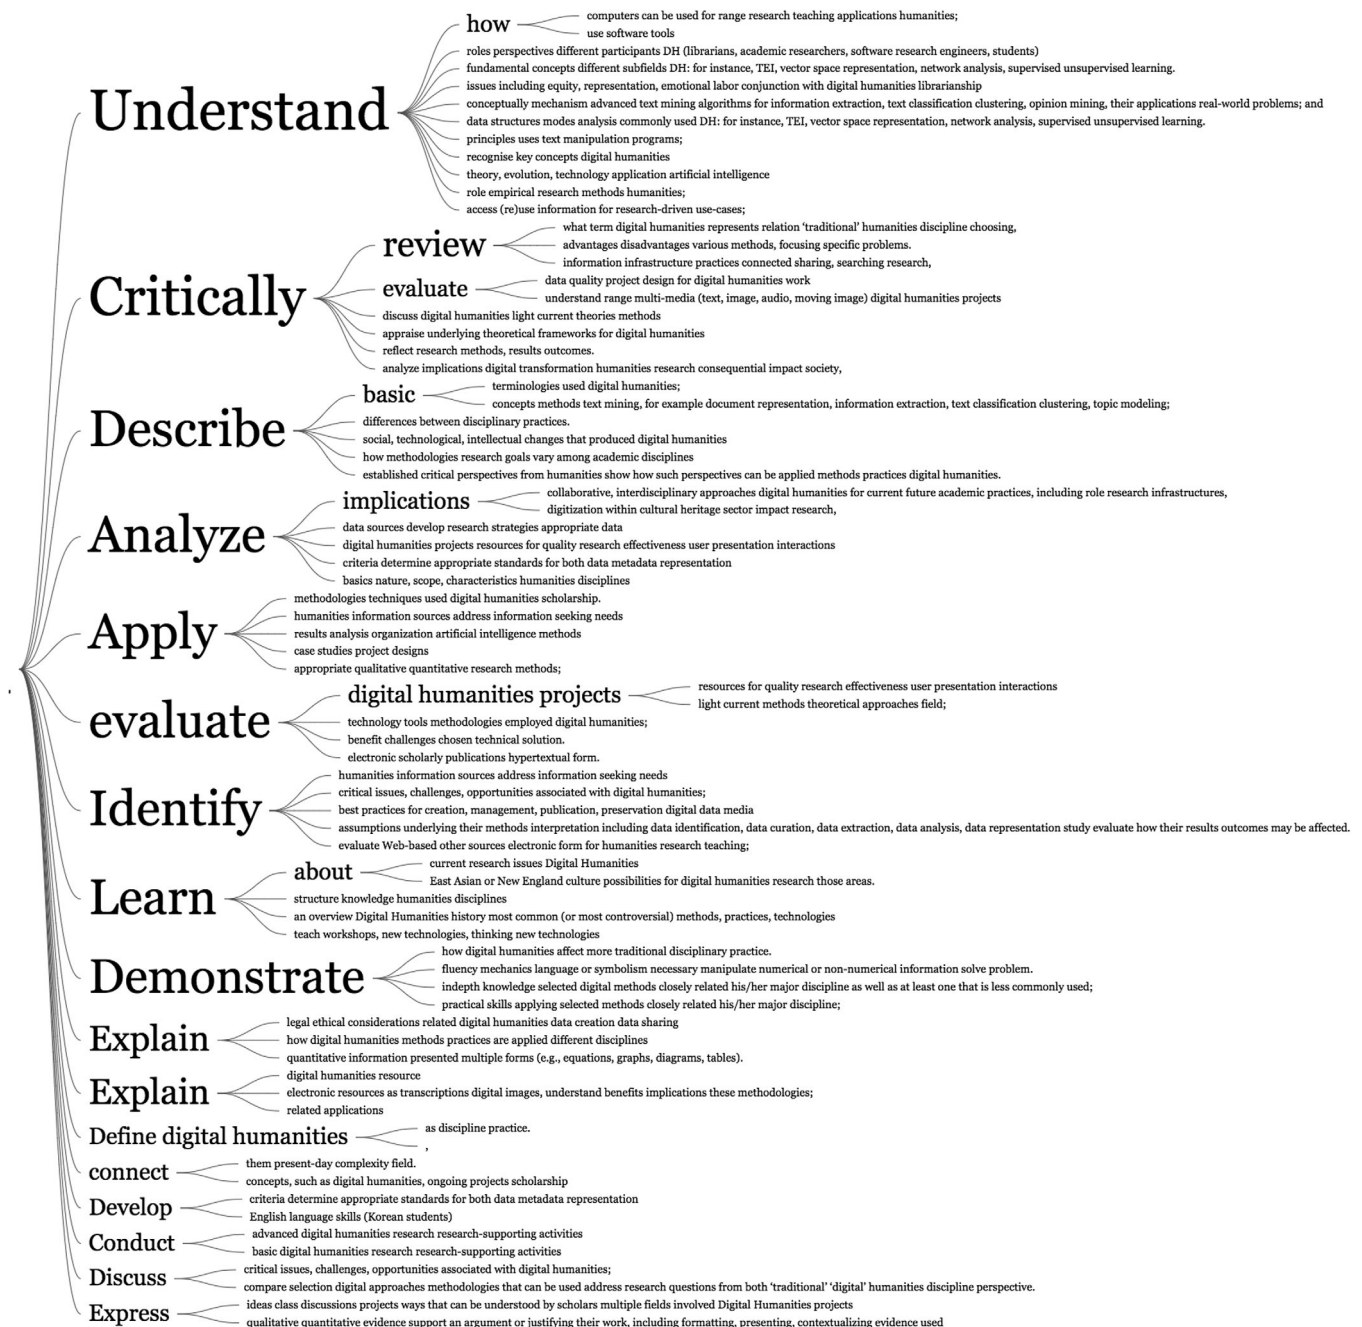 Understand
how
computers can be used for range research teaching applications humanities;
use software tools
roles perspectives different participants DH (librarians, academic researchers, software research engineers, students)
fundamental concepts different subfields DH: for instance, TEI, vector space representation, network analysis, supervised unsupervised learning.
issues including equity, representation, emotional labor conjunction with digital humanities librarianship
conceptually mechanism advanced text mining algorithms for information extraction, text classification clustering, opinion mining, their applications real-world problems; and
data structures modes analysis commonly used DH: for instance, TEI, vector space representation, network analysis, supervised unsupervised learning.
principles uses text manipulation programs;
recognise key concepts digital humanities
theory, evolution, technology application artificial intelligence
role empirical research methods humanities;
access (re)use information for research-driven use-cases;
Critically
review
what term digital humanities represents relation ‘traditional’ humanities discipline choosing,
advantages disadvantages various methods, focusing specific problems.
information infrastructure practices connected sharing, searching research,
evaluate
data quality project design for digital humanities work
understand range multi-media (text, image, audio, moving image) digital humanities projects
discuss digital humanities light current theories methods
appraise underlying theoretical frameworks for digital humanities
reflect research methods, results outcomes.
analyze implications digital transformation humanities research consequential impact society,
Describe
basic
terminologies used digital humanities;
concepts methods text mining, for example document representation, information extraction, text classification clustering, topic modeling;
differences between disciplinary practices.
social, technological, intellectual changes that produced digital humanities
how methodologies research goals vary among academic disciplines
established critical perspectives from humanities show how such perspectives can be applied methods practices digital humanities.
Analyze
implications
collaborative, interdisciplinary approaches digital humanities for current future academic practices, including role research infrastructures,
digitization within cultural heritage sector impact research,
data sources develop research strategies appropriate data
digital humanities projects resources for quality research effectiveness user presentation interactions
criteria determine appropriate standards for both data metadata representation
basics nature, scope, characteristics humanities disciplines
Apply
methodologies techniques used digital humanities scholarship.
humanities information sources address information seeking needs
results analysis organization artificial intelligence methods
case studies project designs
appropriate qualitative quantitative research methods;
evaluate
digital humanities projects
resources for quality research effectiveness user presentation interactions
light current methods theoretical approaches field;
technology tools methodologies employed digital humanities;
benefit challenges chosen technical solution.
electronic scholarly publications hypertextual form.
Identify
humanities information sources address information seeking needs
critical issues, challenges, opportunities associated with digital humanities;
best practices for creation, management, publication, preservation digital data media
assumptions underlying their methods interpretation including data identification, data curation, data extraction, data analysis, data representation study evaluate how their results outcomes may be affected.
evaluate Web-based other sources electronic form for humanities research teaching;
Learn
about
current research issues Digital Humanities
East Asian or New England culture possibilities for digital humanities research those areas.
structure knowledge humanities disciplines
an overview Digital Humanities history most common (or most controversial) methods, practices, technologies
teach workshops, new technologies, thinking new technologies
Demonstrate
how digital humanities affect more traditional disciplinary practice.
fluency mechanics language or symbolism necessary manipulate numerical or non-numerical information solve problem.
indepth knowledge selected digital methods closely related his/her major discipline as well as at least one that is less commonly used;
practical skills applying selected methods closely related his/her major discipline;
Explain
legal ethical considerations related digital humanities data creation data sharing
how digital humanities methods practices are applied different disciplines
quantitative information presented multiple forms (e.g., equations, graphs, diagrams, tables).
Explain
digital humanities resource
electronic resources as transcriptions digital images, understand benefits implications these methodologies;
related applications
Define digital humanities
as discipline practice.
,
connect
them present-day complexity field.
concepts, such as digital humanities, ongoing projects scholarship
Develop
criteria determine appropriate standards for both data metadata representation
English language skills (Korean students)
Conduct
advanced digital humanities research research-supporting activities
basic digital humanities research research-supporting activities
Discuss
critical issues, challenges, opportunities associated with digital humanities;
compare selection digital approaches methodologies that can be used address research questions from both ‘traditional’ ‘digital’ humanities discipline perspective.
Express
ideas class discussions projects ways that can be understood by scholars multiple fields involved Digital Humanities projects
qualitative quantitative evidence support an argument or justifying their work, including formatting, presenting, contextualizing evidence used